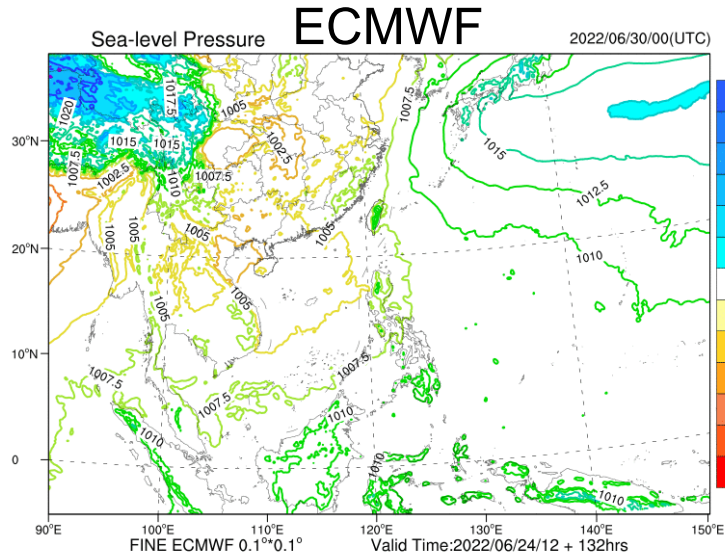 ECMWF
Sea-level Pressure
2022/06/30/00(UTC)
1007.5
1005
1017.5
1020
1015
1015
1002.5
1015
30°N
1007.5
1002.5
1010
1007.5
1012.5
1005
1005
1005
1005
1010
20°N
1005
1005
10°N
1007.5
1007.5
1007.5
1010
1010
1010
0
1010
90°E
100°E
110°E
120°E
130°E
140°E
150°E
FINE ECMWF 0.1°*0.1°
Valid Time:2022/06/24/12 + 132hrs